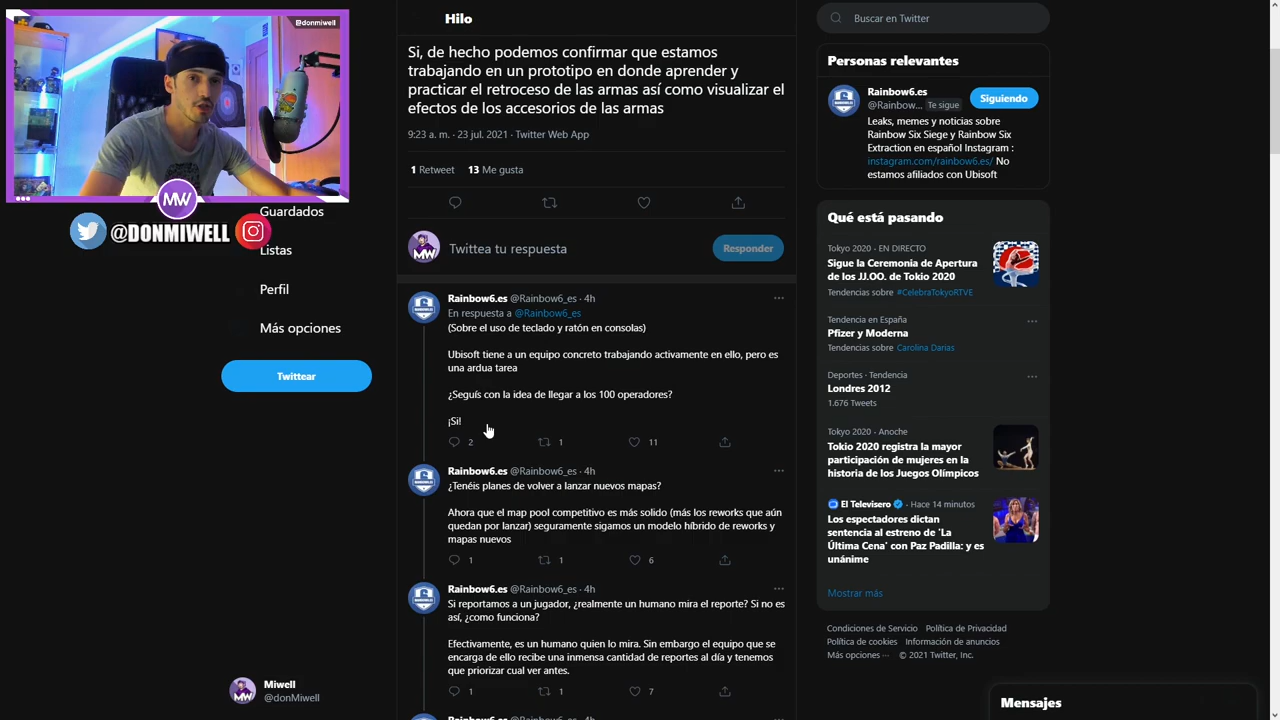 @donmiwell
MW
@DONMIWELL
Guardados
Listas
Perfil
Más opciones
Twittear
Miwell
@donMiwell
Hilo
Si, de hecho podemos confirmar que estamos
trabajando en un prototipo en donde aprender y
practicar el retroceso de las armas así como visualizar el
efectos de los accesorios de las armas
9:23 a. m. · 23 jul. 2021 · Twitter Web App
1 Retweet 13 Me gusta
MW
Twittea tu respuesta
Responder
Rainbow6.es @Rainbow6_es · 4h
En respuesta a @Rainbow6_es
(Sobre el uso de teclado y ratón en consolas)
Ubisoft tiene a un equipo concreto trabajando activamente en ello, pero es
una ardua tarea
¿Seguís con la idea de llegar a los 100 operadores?
¡Si!
2 1 11
Rainbow6.es @Rainbow6_es · 4h
¿Tenéis planes de volver a lanzar nuevos mapas?
Ahora que el map pool competitivo es más solido (más los reworks que aún
quedan por lanzar) seguramente sigamos un modelo híbrido de reworks y
mapas nuevos
1 1 6
Rainbow6.es @Rainbow6_es · 4h
Si reportamos a un jugador, ¿realmente un humano mira el reporte? Si no es
así, ¿como funciona?
Efectivamente, es un humano quien lo mira. Sin embargo el equipo que se
encarga de ello recibe una inmensa cantidad de reportes al día y tenemos
que priorizar cual ver antes.
1 1 7
Rainbow6.es @Rainbow6_es · 4h
Buscar en Twitter
Personas relevantes
Rainbow6.es
@Rainbow... Te sigue
Siguiendo
Leaks, memes y noticias sobre
Rainbow Six Siege y Rainbow Six
Extraction en español Instagram :
instagram.com/rainbow6.es/ No
estamos afiliados con Ubisoft
Qué está pasando
Tokyo 2020 · EN DIRECTO
Sigue la Ceremonia de Apertura
de los JJ.OO. de Tokio 2020
Tendencias sobre #CelebraTokyoRTVE
Tendencia en España
Pfizer y Moderna
Tendencias sobre Carolina Darias
Deportes · Tendencia
Londres 2012
1.676 Tweets
Tokyo 2020 · Anoche
Tokio 2020 registra la mayor
participación de mujeres en la
historia de los Juegos Olímpicos
El Televisero · Hace 14 minutos
Los espectadores dictan
sentencia al estreno de 'La
Última Cena' con Paz Padilla: y es
unánime
Mostrar más
Condiciones de Servicio Política de Privacidad
Política de cookies Información de anuncios
Más opciones ··· © 2021 Twitter, Inc.
Mensajes